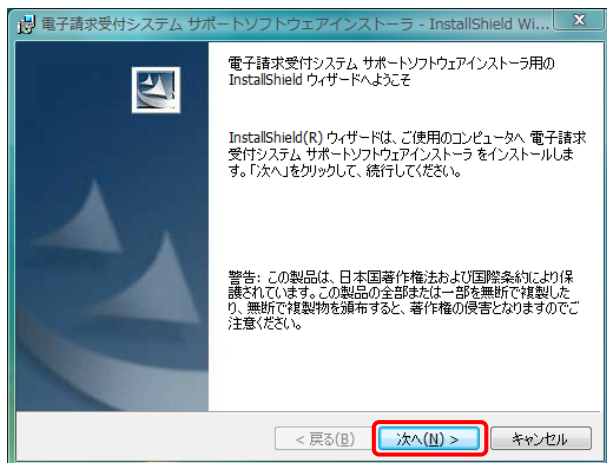 電子請求受付システム サポートソフトウェアインストーラ - InstallShield Wi...
電子請求受付システム サポートソフトウェアインストーラ用の
InstallShield ウィザードへようこそ
InstallShield(R) ウィザードは、ご使用のコンピュータへ 電子請求
受付システム サポートソフトウェアインストーラ をインストールしま
す。「次へ」をクリックして、続行してください。
警告: この製品は、日本国著作権法および国際条約により保
護されています。この製品の全部または一部を無断で複製した
り、無断で複製物を頒布すると、著作権の侵害となりますのでご
注意ください。
< 戻る(B)
次へ(N) >
キャンセル